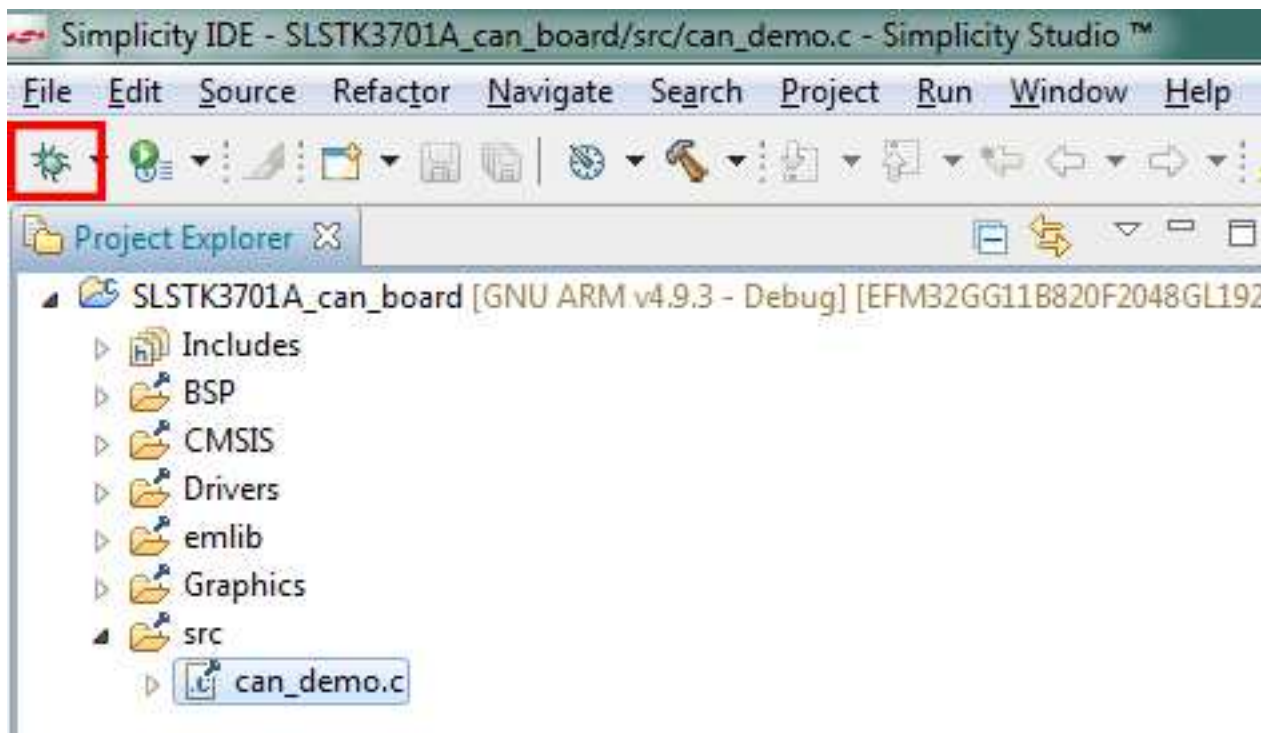 Simplicity IDE - SLSTK3701A_can_board/src/can_demo.c - Simplicity Studio ™
File Edit Source Refactor Navigate Search Project Run Window Help
Project Explorer
SLSTK3701A_can_board [GNU ARM v4.9.3 - Debug] [EFM32GG11B820F2048GL192
Includes
BSP
CMSIS
Drivers
emlib
Graphics
src
can_demo.c